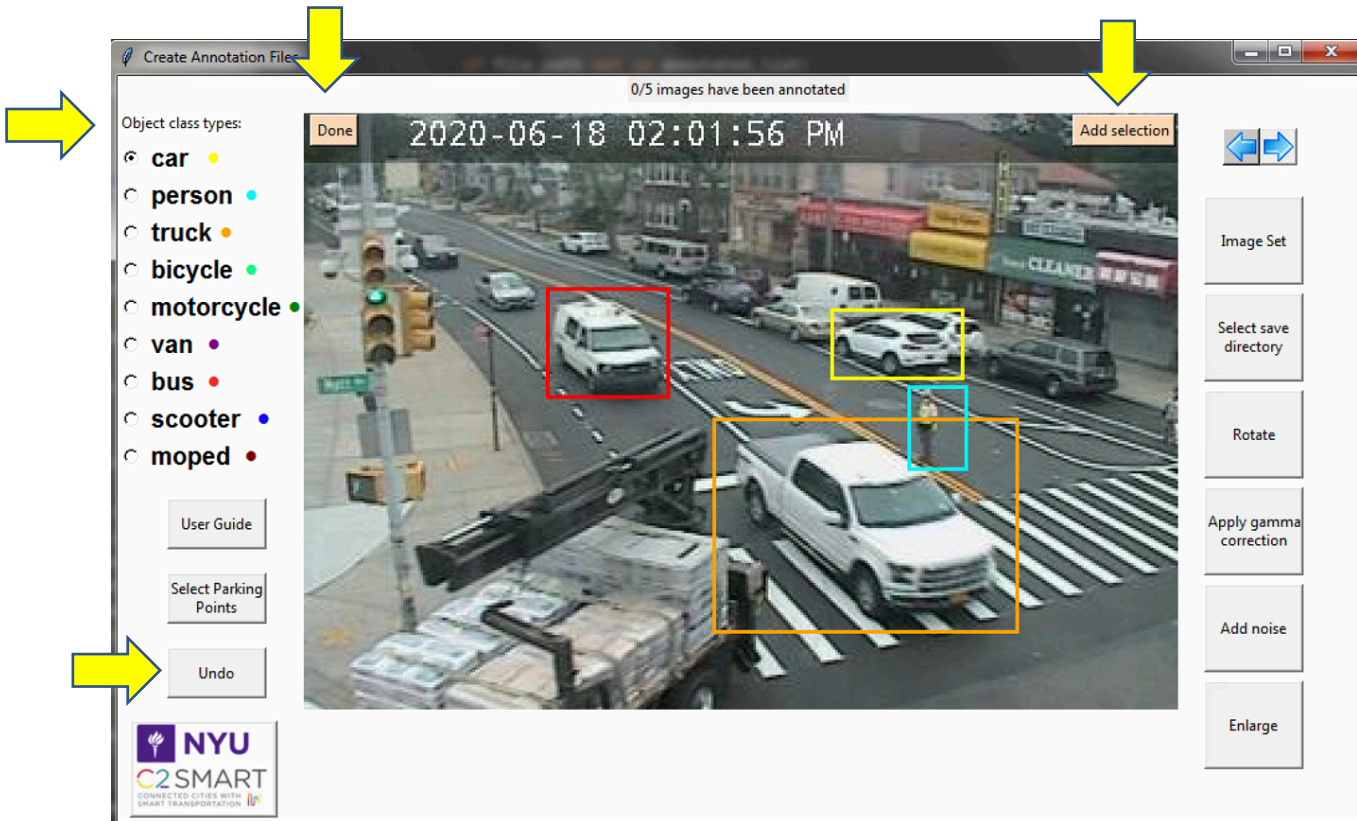 Create Annotation Files
0/5 images have been annotated
Object class types:
car
person
truck
bicycle
motorcycle
van
bus
scooter
moped
User Guide
Select Parking
Points
Undo
NYU
C2SMART
CONNECTED CITIES WITH
SMART TRANSPORTATION
Done
2020-06-18 02:01:56 PM
Add selection
CLEANER
Image Set
Select save
directory
Rotate
Apply gamma
correction
Add noise
Enlarge